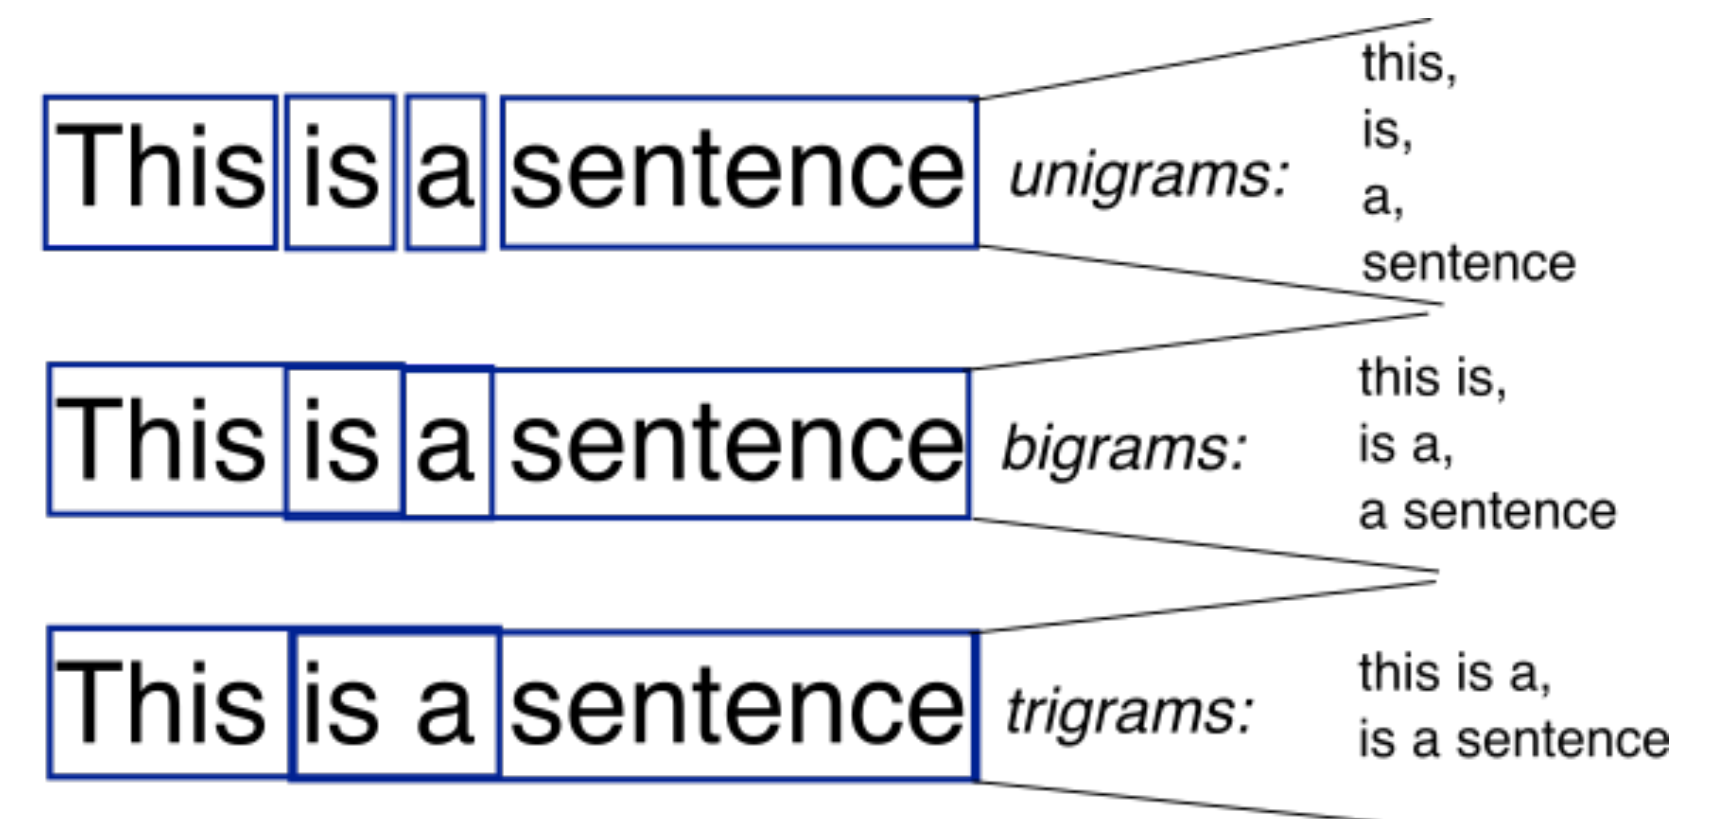 This is a sentence unigrams: this,
is,
a,
sentence
This is a sentence bigrams: this is,
is a,
a sentence
This is a sentence trigrams: this is a,
is a sentence